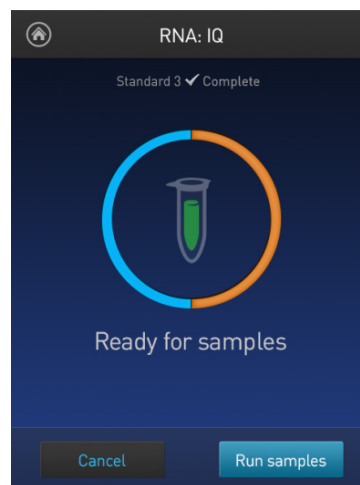 RNA: IQ
Standard 3 ✔ Complete
Ready for samples
Cancel
Run samples